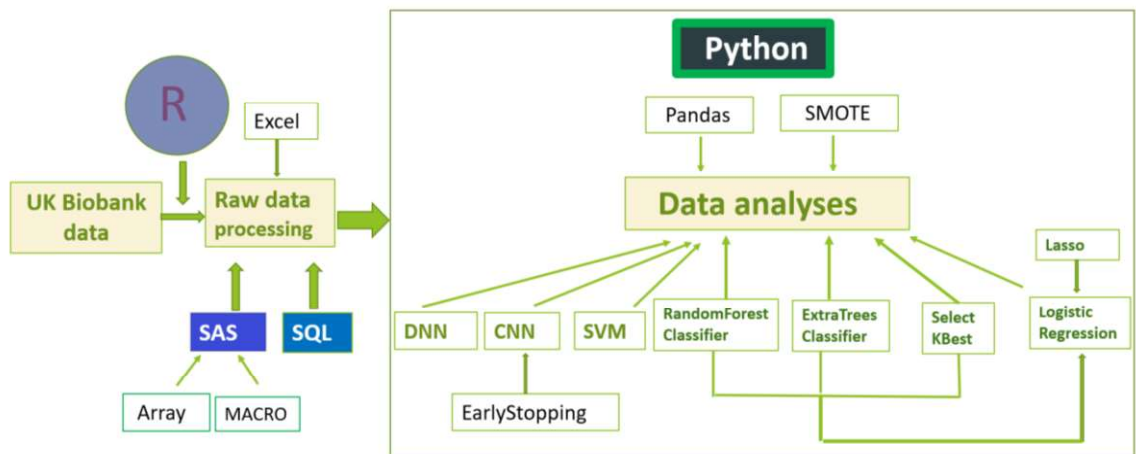 Python
R
Excel
Pandas
SMOTE
UK Biobank
data
Raw data
processing
Data analyses
Lasso
SAS
SQL
DNN
CNN
SVM
RandomForest
Classifier
ExtraTrees
Classifier
Select
KBest
Logistic
Regression
Array
MACRO
EarlyStopping